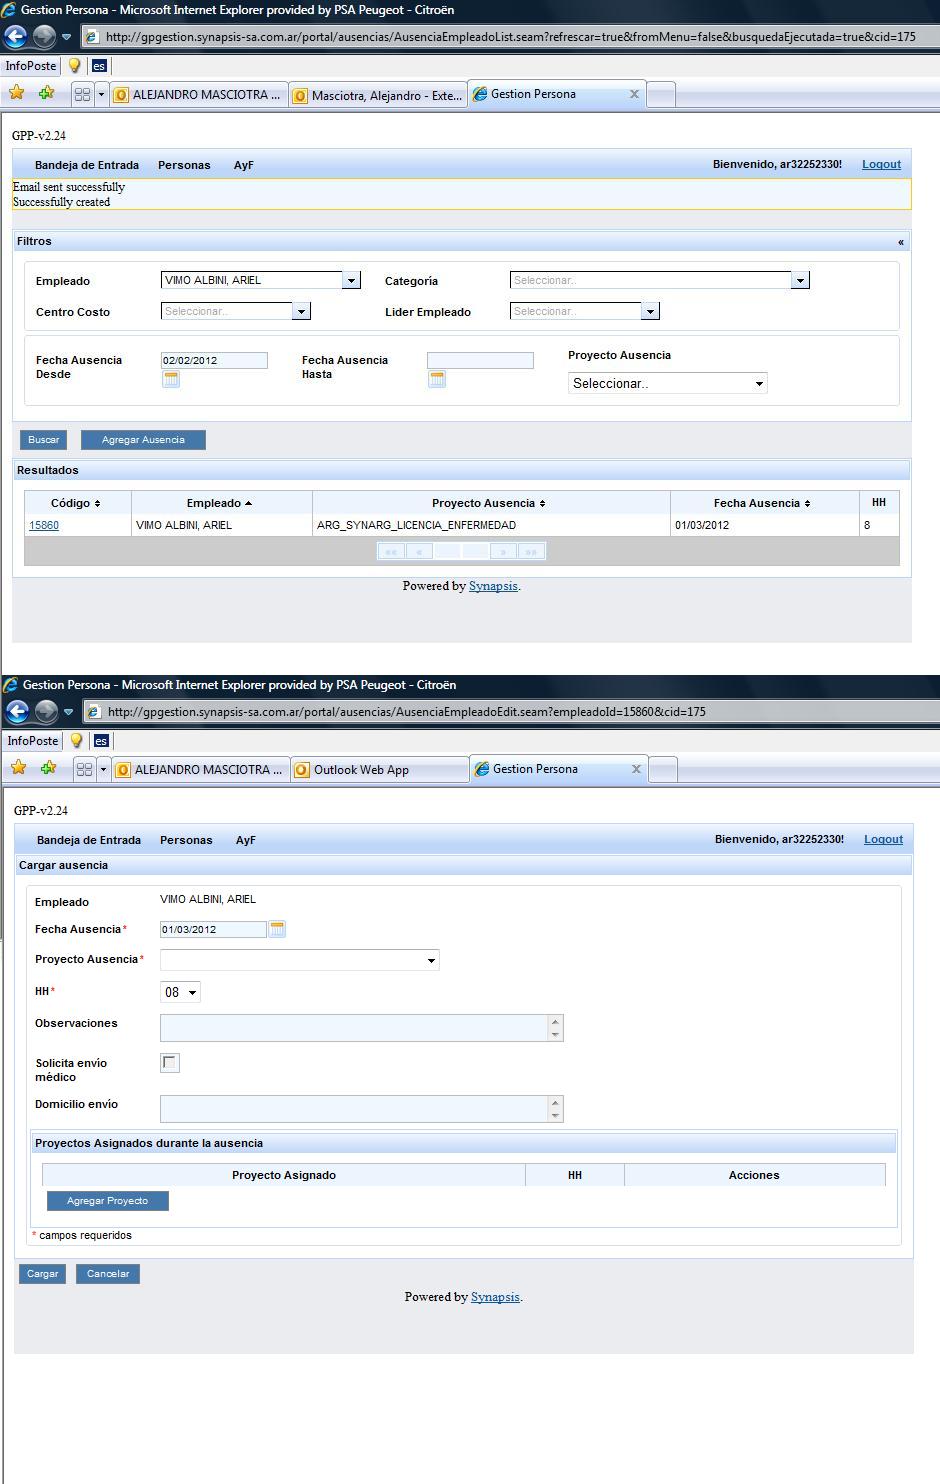 Gestion Persona - Microsoft Internet Explorer provided by PSA Peugeot - Citroën
http://gpgestion.synapsis-sa.com.ar/portal/ausencias/AusenciaEmpleadoList.seam?refrescar=true&fromMenu=false&busquedaEjecutada=true&cid=175
InfoPoste es
ALEJANDRO MASCIOTRA ... Masciotra, Alejandro - Exte... Gestion Persona
GPP-v2.24
Bandeja de Entrada Personas AyF Bienvenido, ar32252330! Logout
Email sent successfully
Successfully created
Filtros «
Empleado VIMO ALBINI, ARIEL Categoría Seleccionar..
Centro Costo Seleccionar.. Lider Empleado Seleccionar..
Fecha Ausencia Desde 02/02/2012 Fecha Ausencia Hasta Proyecto Ausencia
Seleccionar..
Buscar Agregar Ausencia
Resultados
Código Empleado Proyecto Ausencia Fecha Ausencia HH
15860 VIMO ALBINI, ARIEL ARG_SYNARG_LICENCIA_ENFERMEDAD 01/03/2012 8
«« « » »»
Powered by Synapsis.
Gestion Persona - Microsoft Internet Explorer provided by PSA Peugeot - Citroën
http://gpgestion.synapsis-sa.com.ar/portal/ausencias/AusenciaEmpleadoEdit.seam?empleadoId=15860&cid=175
InfoPoste es
ALEJANDRO MASCIOTRA ... Outlook Web App Gestion Persona
GPP-v2.24
Bandeja de Entrada Personas AyF Bienvenido, ar32252330! Logout
Cargar ausencia
Empleado VIMO ALBINI, ARIEL
Fecha Ausencia* 01/03/2012
Proyecto Ausencia*
HH* 08
Observaciones
Solicita envío
médico
Domicilio envío
Proyectos Asignados durante la ausencia
Proyecto Asignado HH Acciones
Agregar Proyecto
* campos requeridos
Cargar Cancelar
Powered by Synapsis.